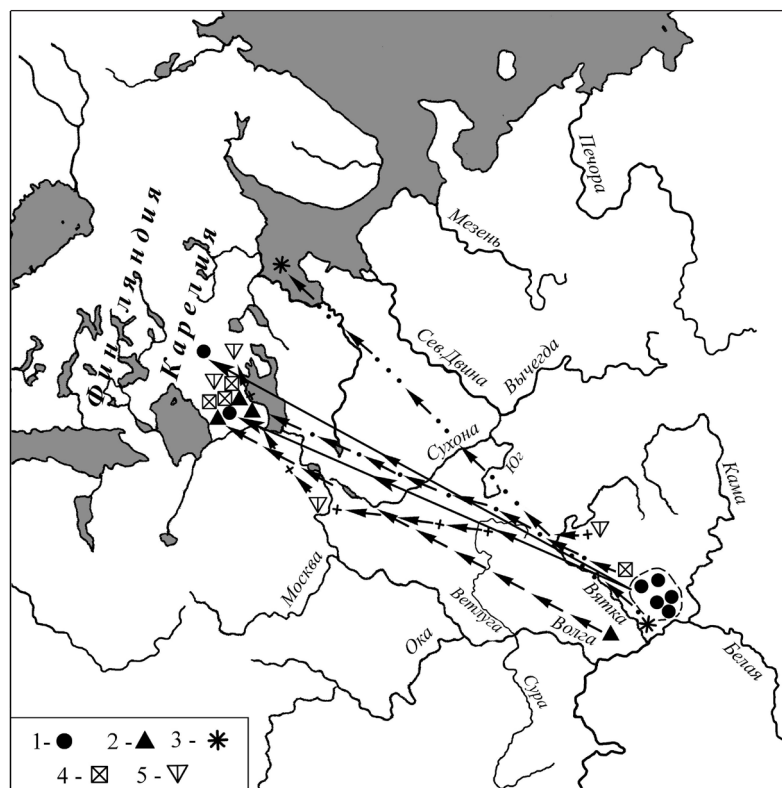 Печора
Мезень
Финляндия
Карелия
Сев.Двина
Вычегда
Сухона
Юг
Кама
Москва
Вятка
Ветлуга
Волга
Ока
Белая
Сура
1- 2- 3-
4- 5-